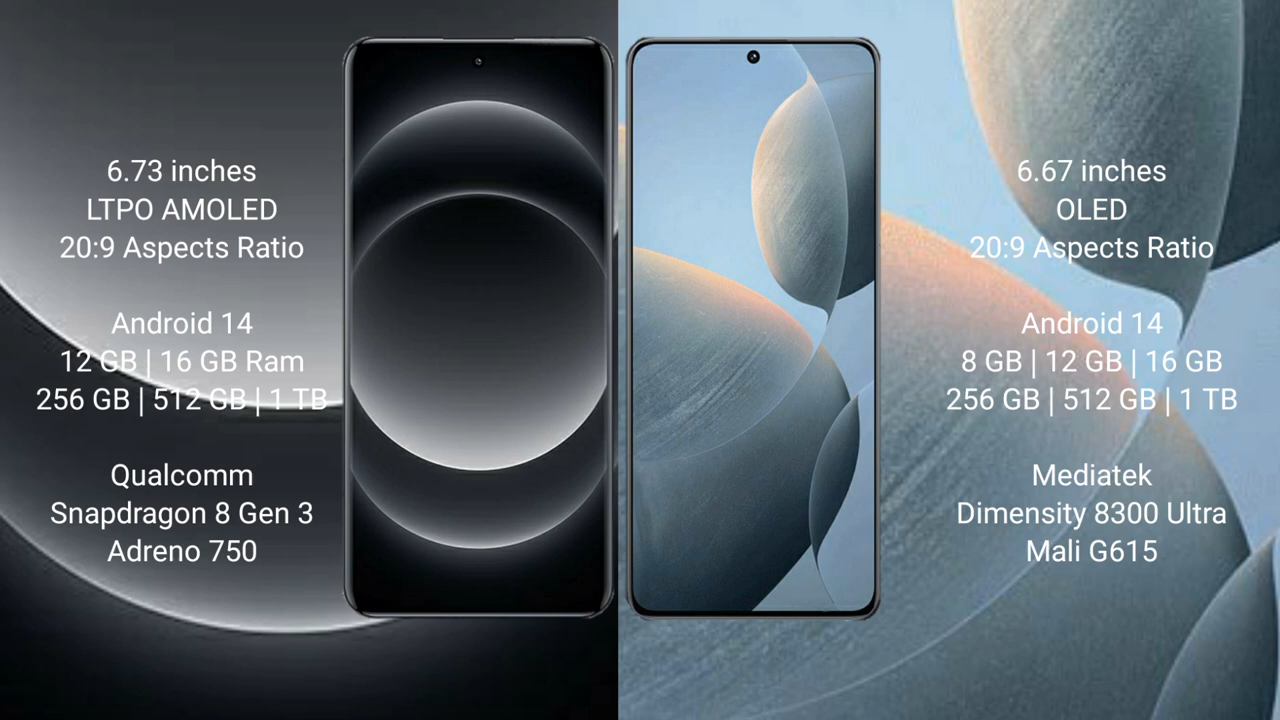 6.73 inches
LTPO AMOLED
20:9 Aspects Ratio
Android 14
12 GB | 16 GB Ram
256 GB | 512 GB | 1 TB
Qualcomm
Snapdragon 8 Gen 3
Adreno 750
6.67 inches
OLED
20:9 Aspects Ratio
Android 14
8 GB | 12 GB | 16 GB
256 GB | 512 GB | 1 TB
Mediatek
Dimensity 8300 Ultra
Mali G615